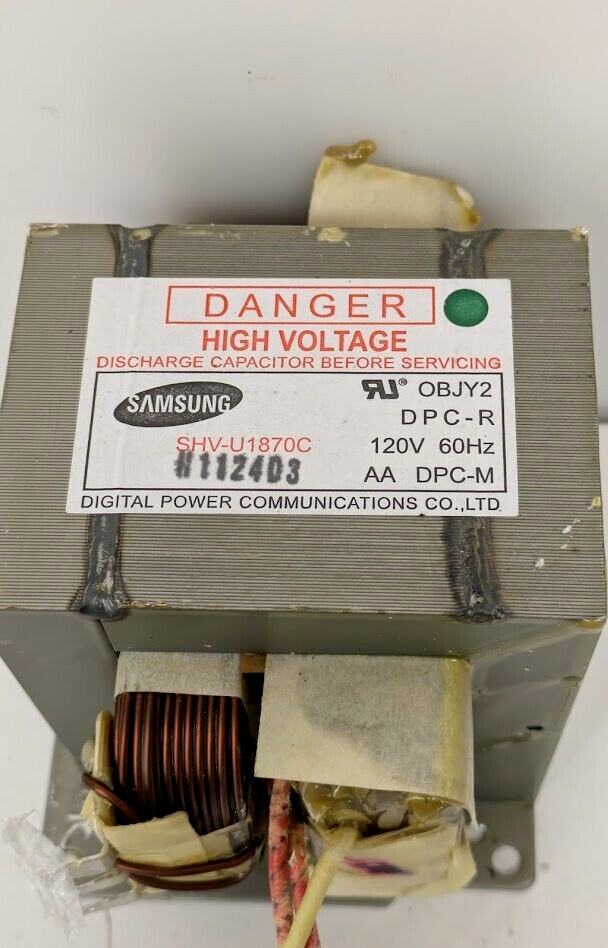 DANGER
HIGH VOLTAGE
DISCHARGE CAPACITOR BEFORE SERVICING
SAMSUNG
SHV-U1870C
H1124D3
RU® OBJY2
DPC-R
120V 60Hz
AA DPC-M
DIGITAL POWER COMMUNICATIONS CO.,LTD.